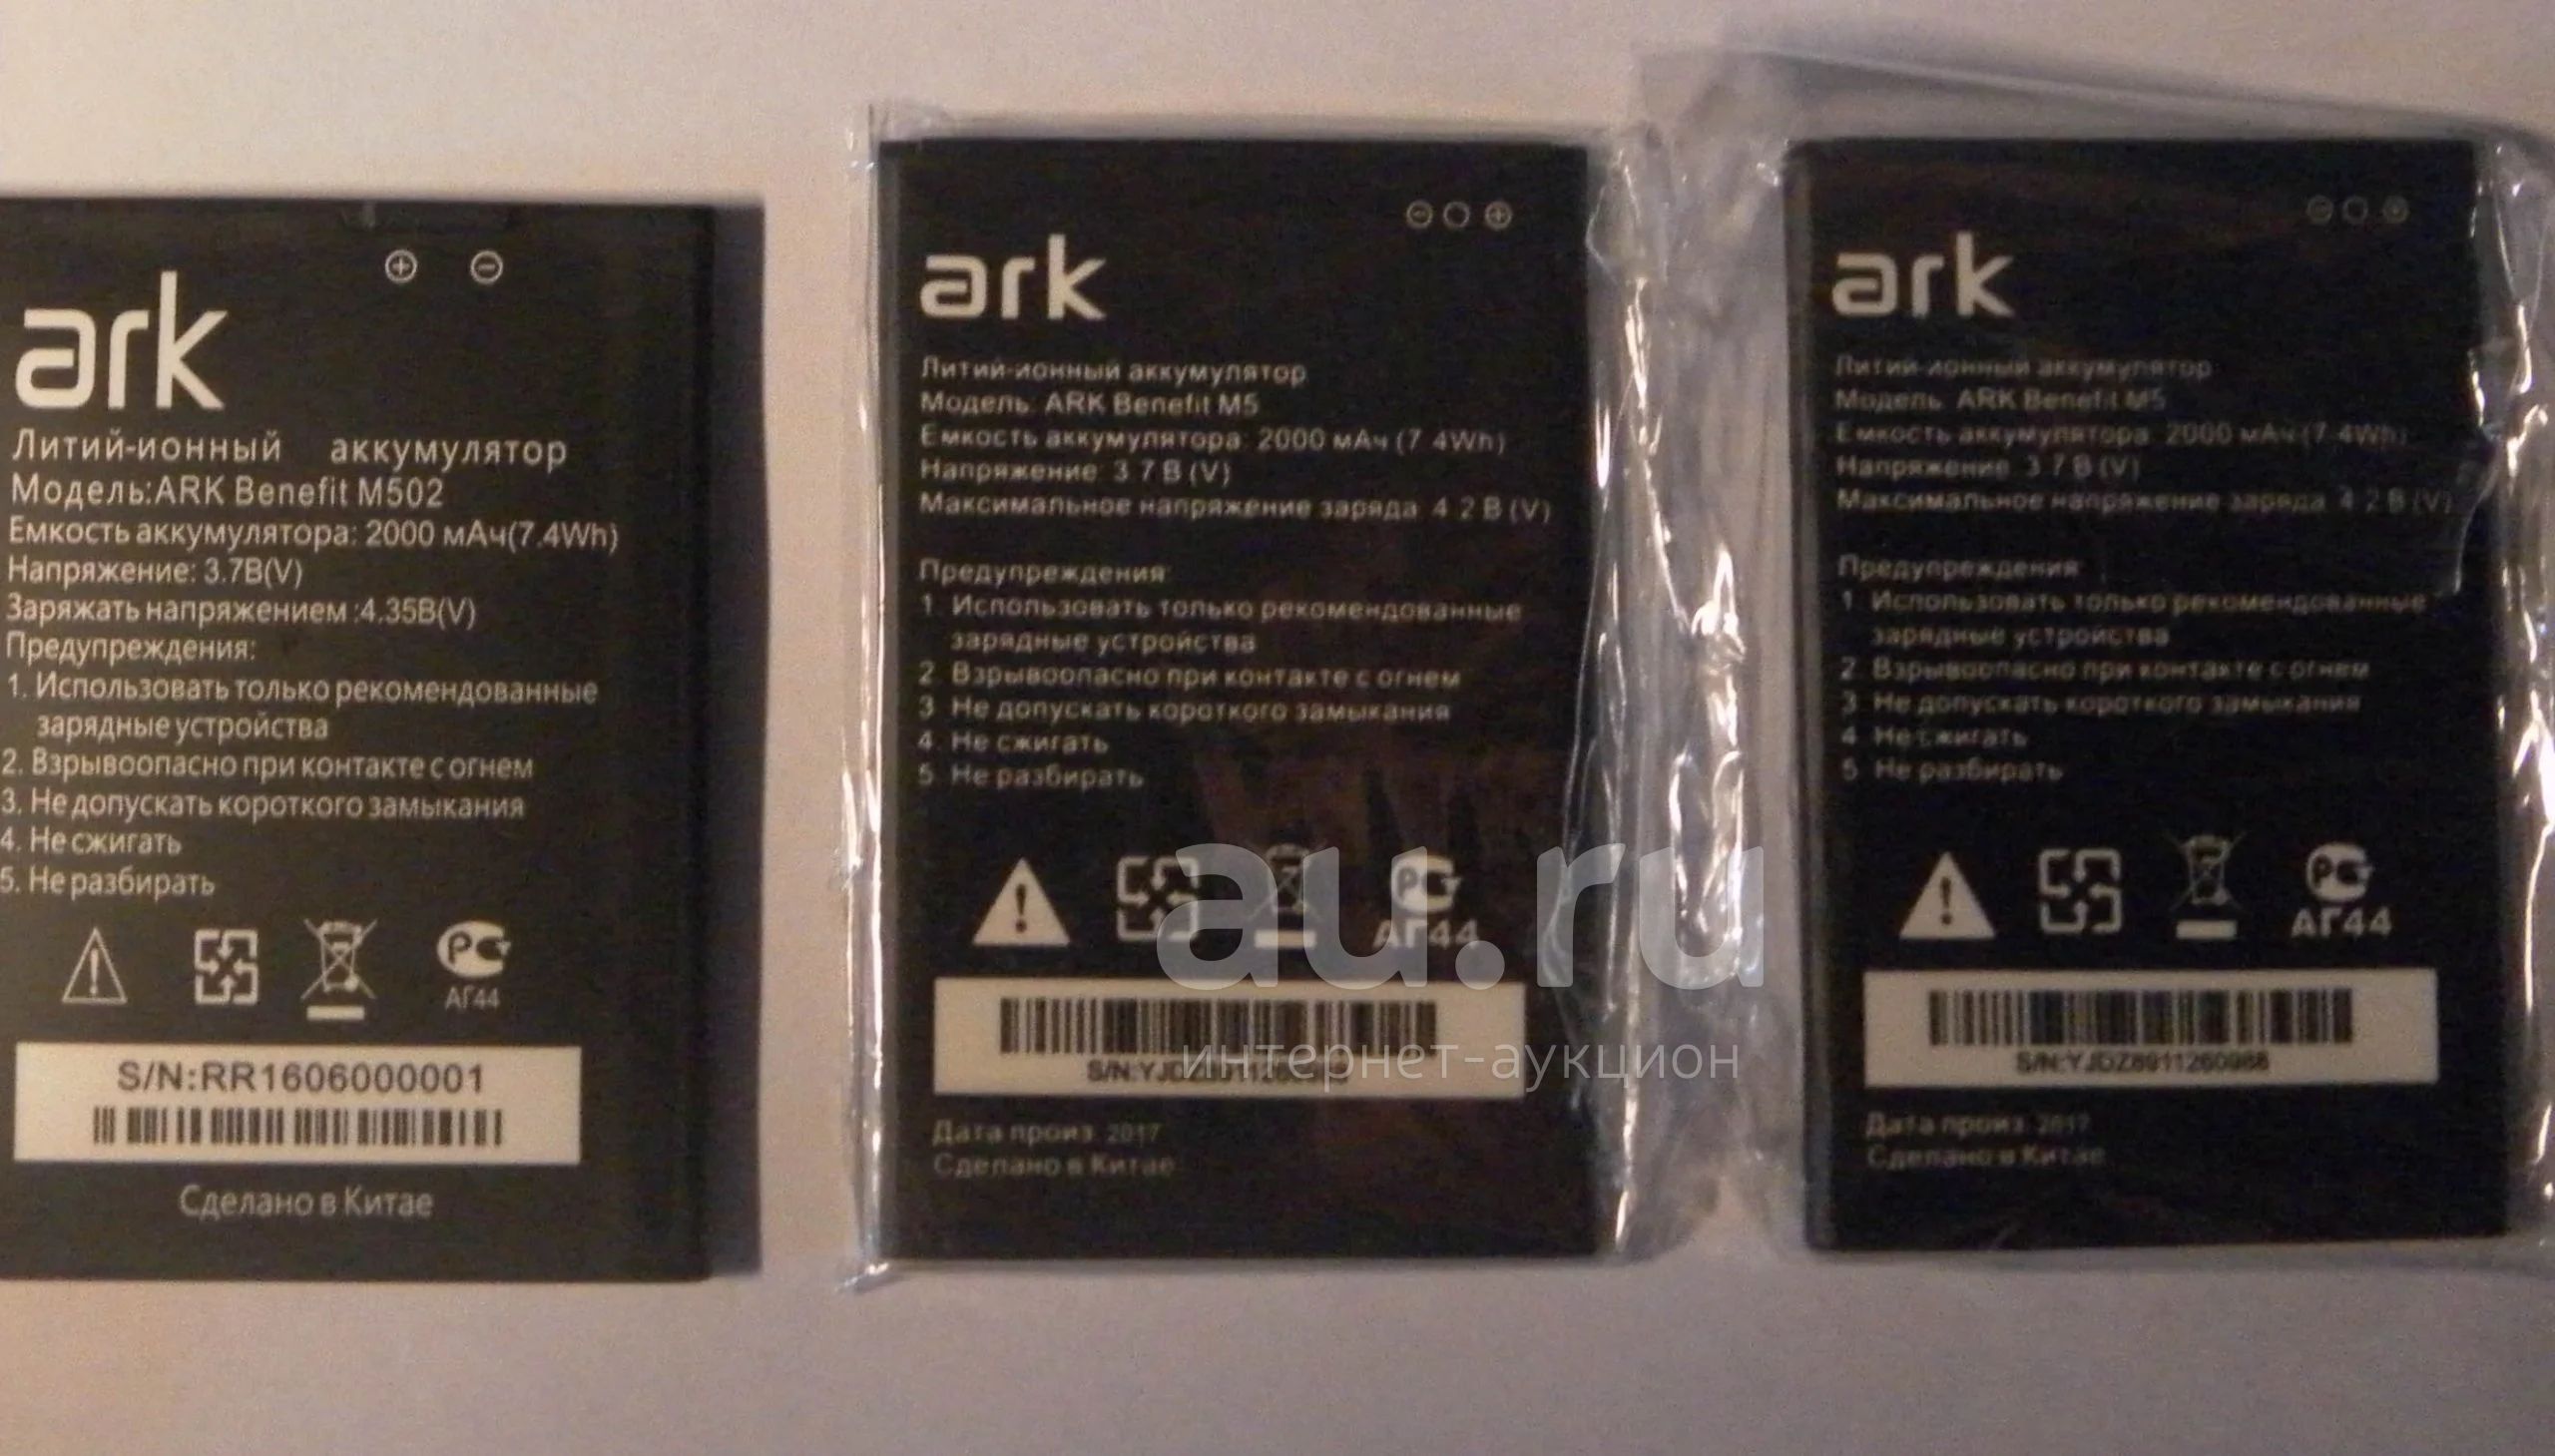 ark
Литий-ионный аккумулятор
Модель:ARK Benefit M502
Емкость аккумулятора: 2000 мАч(7.4Wh)
Напряжение: 3.7В(V)
Заряжать напряжением :4.35В(V)
Предупреждения:
1. Использовать только рекомендованные
зарядные устройства
2. Взрывоопасно при контакте с огнем
3. Не допускать короткого замыкания
4. Не сжигать
5. Не разбирать
АГ44
S/N:RR1606000001
Сделано в Китае
ark
Литий-ионный аккумулятор
Модель: ARK Benefit M5
Емкость аккумулятора: 2000 мАч (7.4Wh)
Напряжение: 3.7 В (V)
Максимальное напряжение заряда: 4.2 В (V)
Предупреждения:
1. Использовать только рекомендованные
зарядные устройства
2. Взрывоопасно при контакте с огнем
3. Не допускать короткого замыкания
4. Не сжигать
5. Не разбирать
АГ44
Дата произ. 2017
Сделано в Китае
ark
Литий-ионный аккумулятор
Модель: ARK Benefit M5
Емкость аккумулятора: 2000 мАч (7.4Wh)
Напряжение: 3.7 В (V)
Максимальное напряжение заряда: 4.2 В (V)
Предупреждения:
1. Использовать только рекомендованные
зарядные устройства
2. Взрывоопасно при контакте с огнем
3. Не допускать короткого замыкания
4. Не сжигать
5. Не разбирать
АГ44
Дата произ. 2017
Сделано в Китае
au.ru
интернет-аукцион